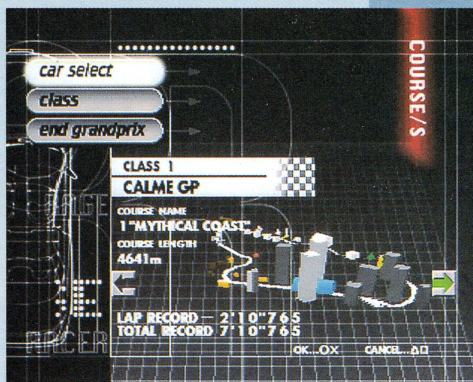 car select
class
end grandprix
COURSE/S
CLASS 1
CALME GP
COURSE NAME
1 "MYTHICAL COAST"
COURSE LENGTH
4641m
RAGE
RACER
LAP RECORD — 2'10"765
TOTAL RECORD 7'10"765
OK...OX CANCEL...△□